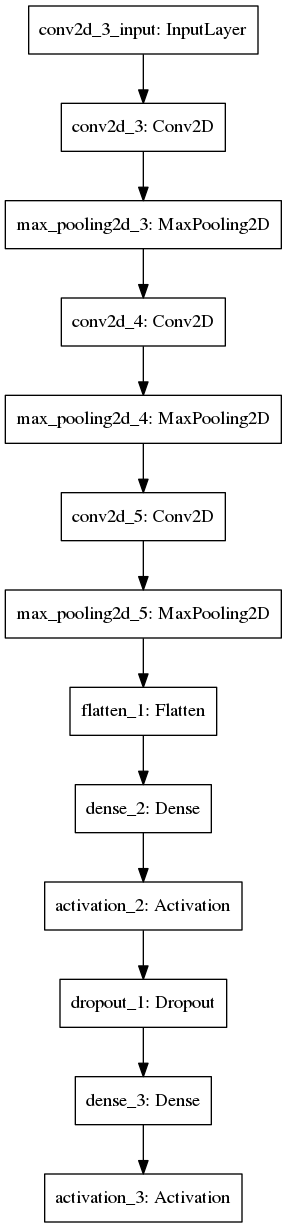 conv2d_3_input: InputLayer
conv2d_3: Conv2D
max_pooling2d_3: MaxPooling2D
conv2d_4: Conv2D
max_pooling2d_4: MaxPooling2D
conv2d_5: Conv2D
max_pooling2d_5: MaxPooling2D
flatten_1: Flatten
dense_2: Dense
activation_2: Activation
dropout_1: Dropout
dense_3: Dense
activation_3: Activation